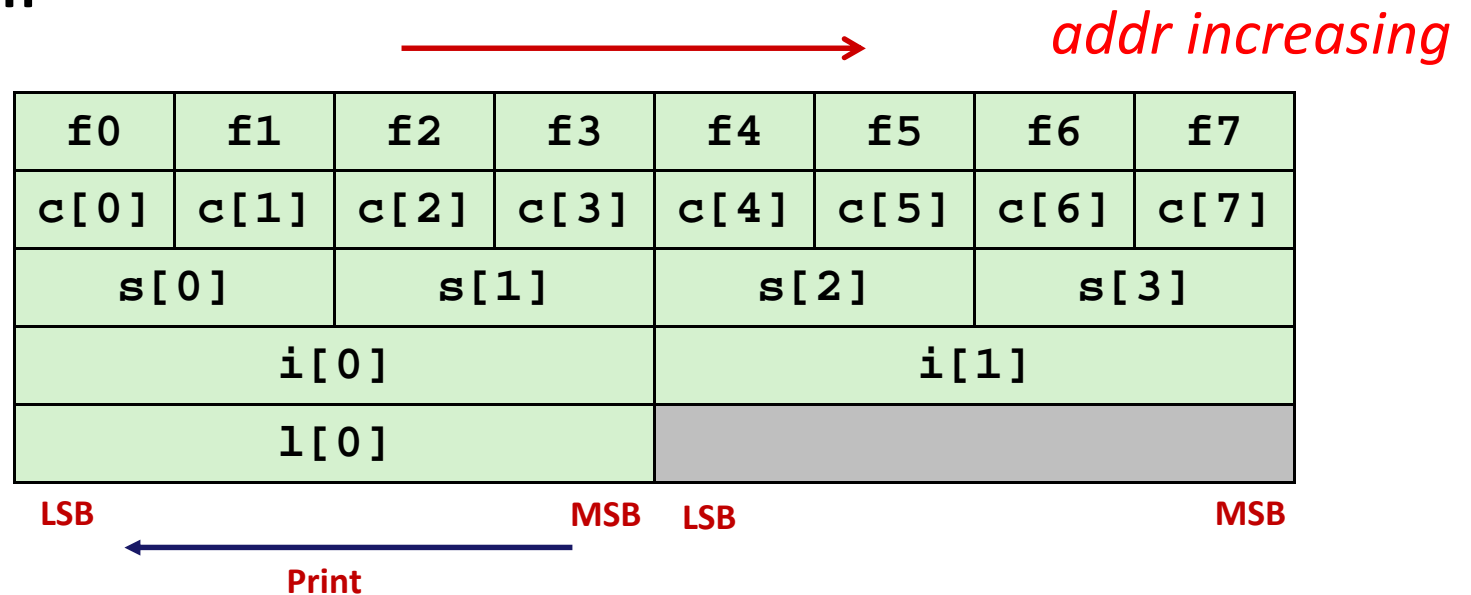 addr increasing
f0 f1 f2 f3 f4 f5 f6 f7
c[0] c[1] c[2] c[3] c[4] c[5] c[6] c[7]
s[0] s[1] s[2] s[3]
i[0] i[1]
l[0]
LSB MSB LSB MSB
Print